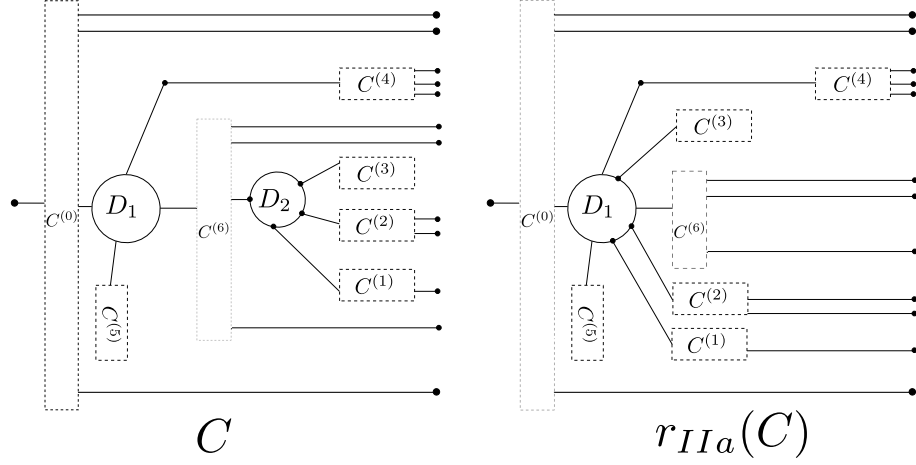 C^{(4)} C^{(4)}
C^{(3)}
C^{(3)}
D_1 D_2 D_1
C^{(0)} C^{(6)} C^{(2)} C^{(0)} C^{(6)}
C^{(1)} C^{(2)}
C^{(5)} C^{(5)}
C^{(1)}
C r_{IIa}(C)